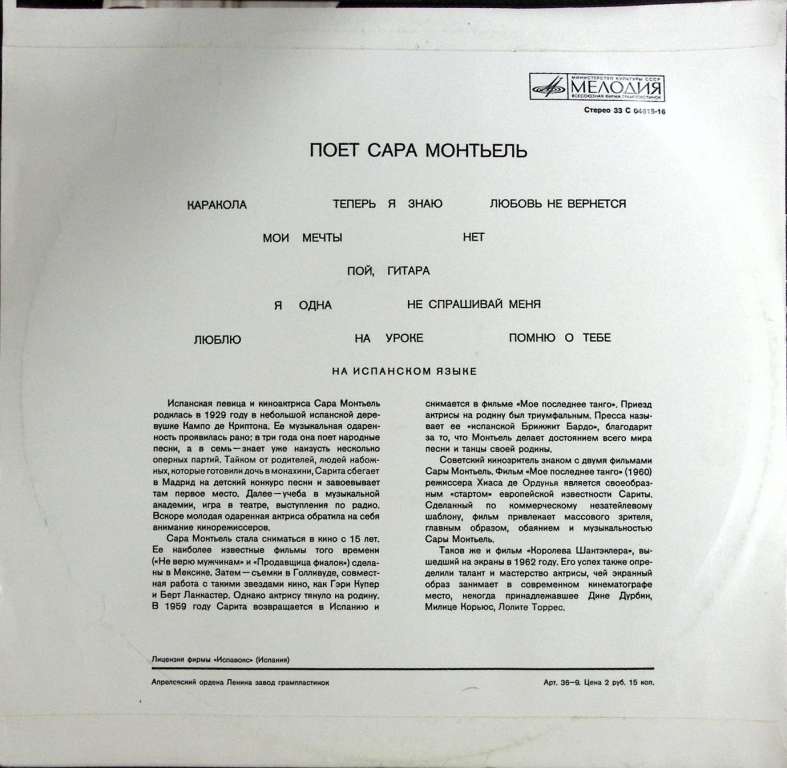 МИНИСТЕРСТВО КУЛЬТУРЫ СССР
МЕЛОДИЯ
ВСЕСОЮЗНАЯ ФИРМА ГРАМПЛАСТИНОК
Стерео 33 С 04815-16
ПОЕТ САРА МОНТЬЕЛЬ
КАРАКОЛА ТЕПЕРЬ Я ЗНАЮ ЛЮБОВЬ НЕ ВЕРНЕТСЯ
МОИ МЕЧТЫ НЕТ
ПОЙ, ГИТАРА
Я ОДНА НЕ СПРАШИВАЙ МЕНЯ
ЛЮБЛЮ НА УРОКЕ ПОМНЮ О ТЕБЕ
НА ИСПАНСКОМ ЯЗЫКЕ
Испанская певица и киноактриса Сара Монтьель
родилась в 1929 году в небольшой испанской дере-
вушке Кампо де Криптона. Ее музыкальная одарен-
ность проявилась рано: в три года она поет народные
песни, а в семь — знает уже наизусть несколько
оперных партий. Тайком от родителей, людей набож-
ных, которые готовили дочь в монахини, Сарита сбегает
в Мадрид на детский конкурс песни и завоевывает
там первое место. Далее — учеба в музыкальной
академии, игра в театре, выступления по радио.
Вскоре молодая одаренная актриса обратила на себя
внимание кинорежиссеров.
Сара Монтьель стала сниматься в кино с 15 лет.
Ее наиболее известные фильмы того времени
(«Не верю мужчинам» и «Продавщица фиалок») сдела-
ны в Мексике. Затем — съемки в Голливуде, совмест-
ная работа с такими звездами кино, как Гэри Купер
и Берт Ланкастер. Однако актрису тянуло на родину.
В 1959 году Сарита возвращается в Испанию и
снимается в фильме «Мое последнее танго». Приезд
актрисы на родину был триумфальным. Пресса назы-
вает ее «испанской Брижжит Бардо», благодарит
за то, что Монтьель делает достоянием всего мира
песни и танцы своей родины.
Советский кинозритель знаком с двумя фильмами
Сары Монтьель. Фильм «Мое последнее танго» (1960)
режиссера Хиаса де Ордунья является своеобраз-
ным «стартом» европейской известности Сариты.
Сделанный по коммерческому незатейлевому
шаблону, фильм привлекает массового зрителя,
главным образом, обаянием и музыкальностью
Сары Монтьель.
Таков же и фильм «Королева Шантэклера», вы-
шедший на экраны в 1962 году. Его успех также опре-
делили талант и мастерство актрисы, чей экранный
образ занимает в современном кинематографе
место, некогда принадлежавшее Дине Дурбин,
Милице Корьюс, Лолите Торрес.
Лицензия фирмы «Испавокс» (Испания)
Апрелевский ордена Ленина завод грампластинок Арт. 36-9. Цена 2 руб. 15 коп.